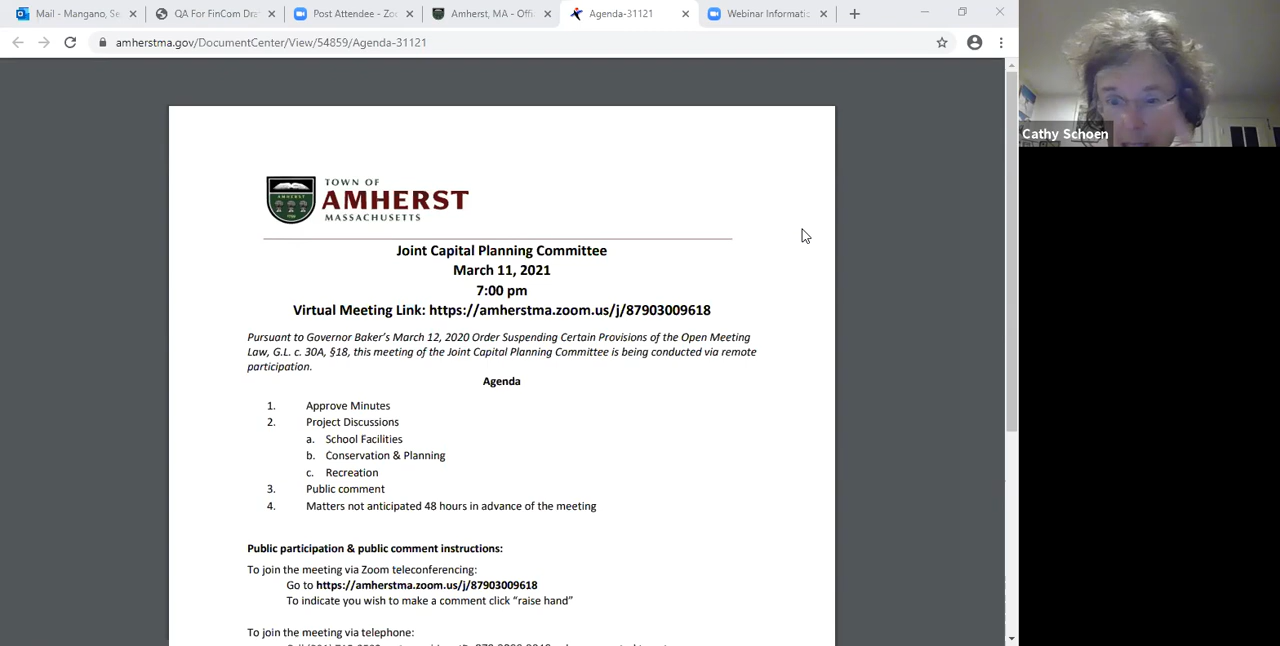 Mail - Mangano, Se
QA For FinCom Dra
Post Attendee - Zo
Amherst, MA - Offi
Agenda-31121
Webinar Informatic
amherstma.gov/DocumentCenter/View/54859/Agenda-31121
Cathy Schoen
TOWN OF
AMHERST
MASSACHUSETTS
Joint Capital Planning Committee
March 11, 2021
7:00 pm
Virtual Meeting Link: https://amherstma.zoom.us/j/87903009618
Pursuant to Governor Baker's March 12, 2020 Order Suspending Certain Provisions of the Open Meeting
Law, G.L. c. 30A, §18, this meeting of the Joint Capital Planning Committee is being conducted via remote
participation.
Agenda
1. Approve Minutes
2. Project Discussions
a. School Facilities
b. Conservation & Planning
c. Recreation
3. Public comment
4. Matters not anticipated 48 hours in advance of the meeting
Public participation & public comment instructions:
To join the meeting via Zoom teleconferencing:
Go to https://amherstma.zoom.us/j/87903009618
To indicate you wish to make a comment click "raise hand"
To join the meeting via telephone: